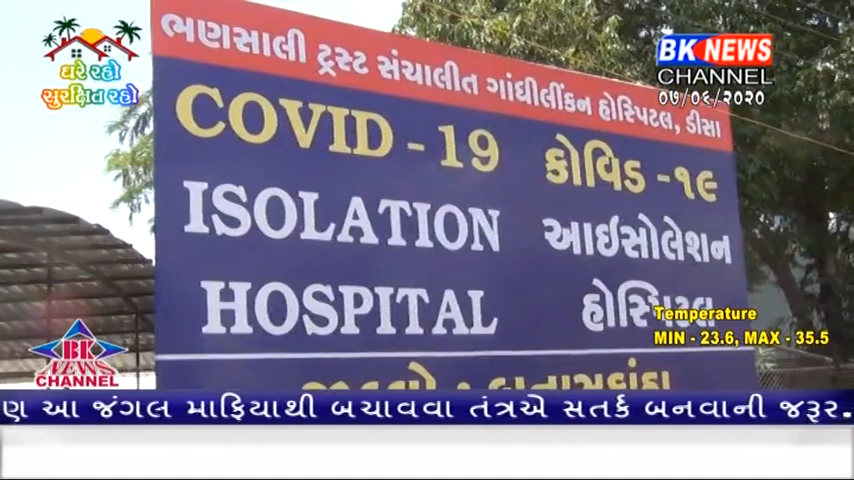 ભણસાલી ટ્રસ્ટ સંચાલીત ગાંધીલીંકન હોસ્પિટલ, ડીસા
COVID - 19
કોવિડ -૧૯
ISOLATION
આઇસોલેશન
HOSPITAL
હોસ્પિટલ
ઘરે રહો
સુરક્ષિત રહો
BK NEWS
CHANNEL
૦૭/૦૯/૨૦૨૦
Temperature
MIN - 23.6, MAX - 35.5
BK
NEWS
CHANNEL
ણ આ જંગલ માફિયાથી બચાવવા તંત્રએ સતર્ક બનવાની જરૂર.